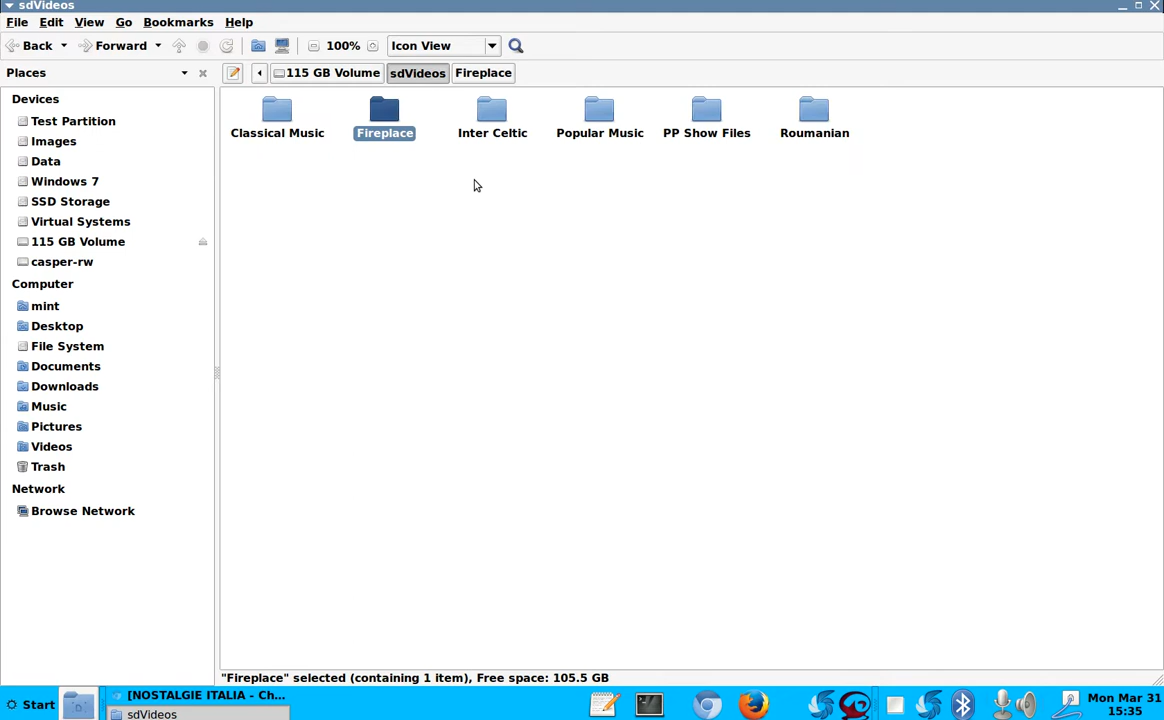 sdVideos
File Edit View Go Bookmarks Help
Back Forward 100% Icon View
Places
115 GB Volume sdVideos Fireplace
Devices
Test Partition
Images
Data
Windows 7
SSD Storage
Virtual Systems
115 GB Volume
casper-rw
Computer
mint
Desktop
File System
Documents
Downloads
Music
Pictures
Videos
Trash
Network
Browse Network
Classical Music Fireplace Inter Celtic Popular Music PP Show Files Roumanian
"Fireplace" selected (containing 1 item), Free space: 105.5 GB
Start
[NOSTALGIE ITALIA - Ch...
sdVideos
Mon Mar 31
15:35